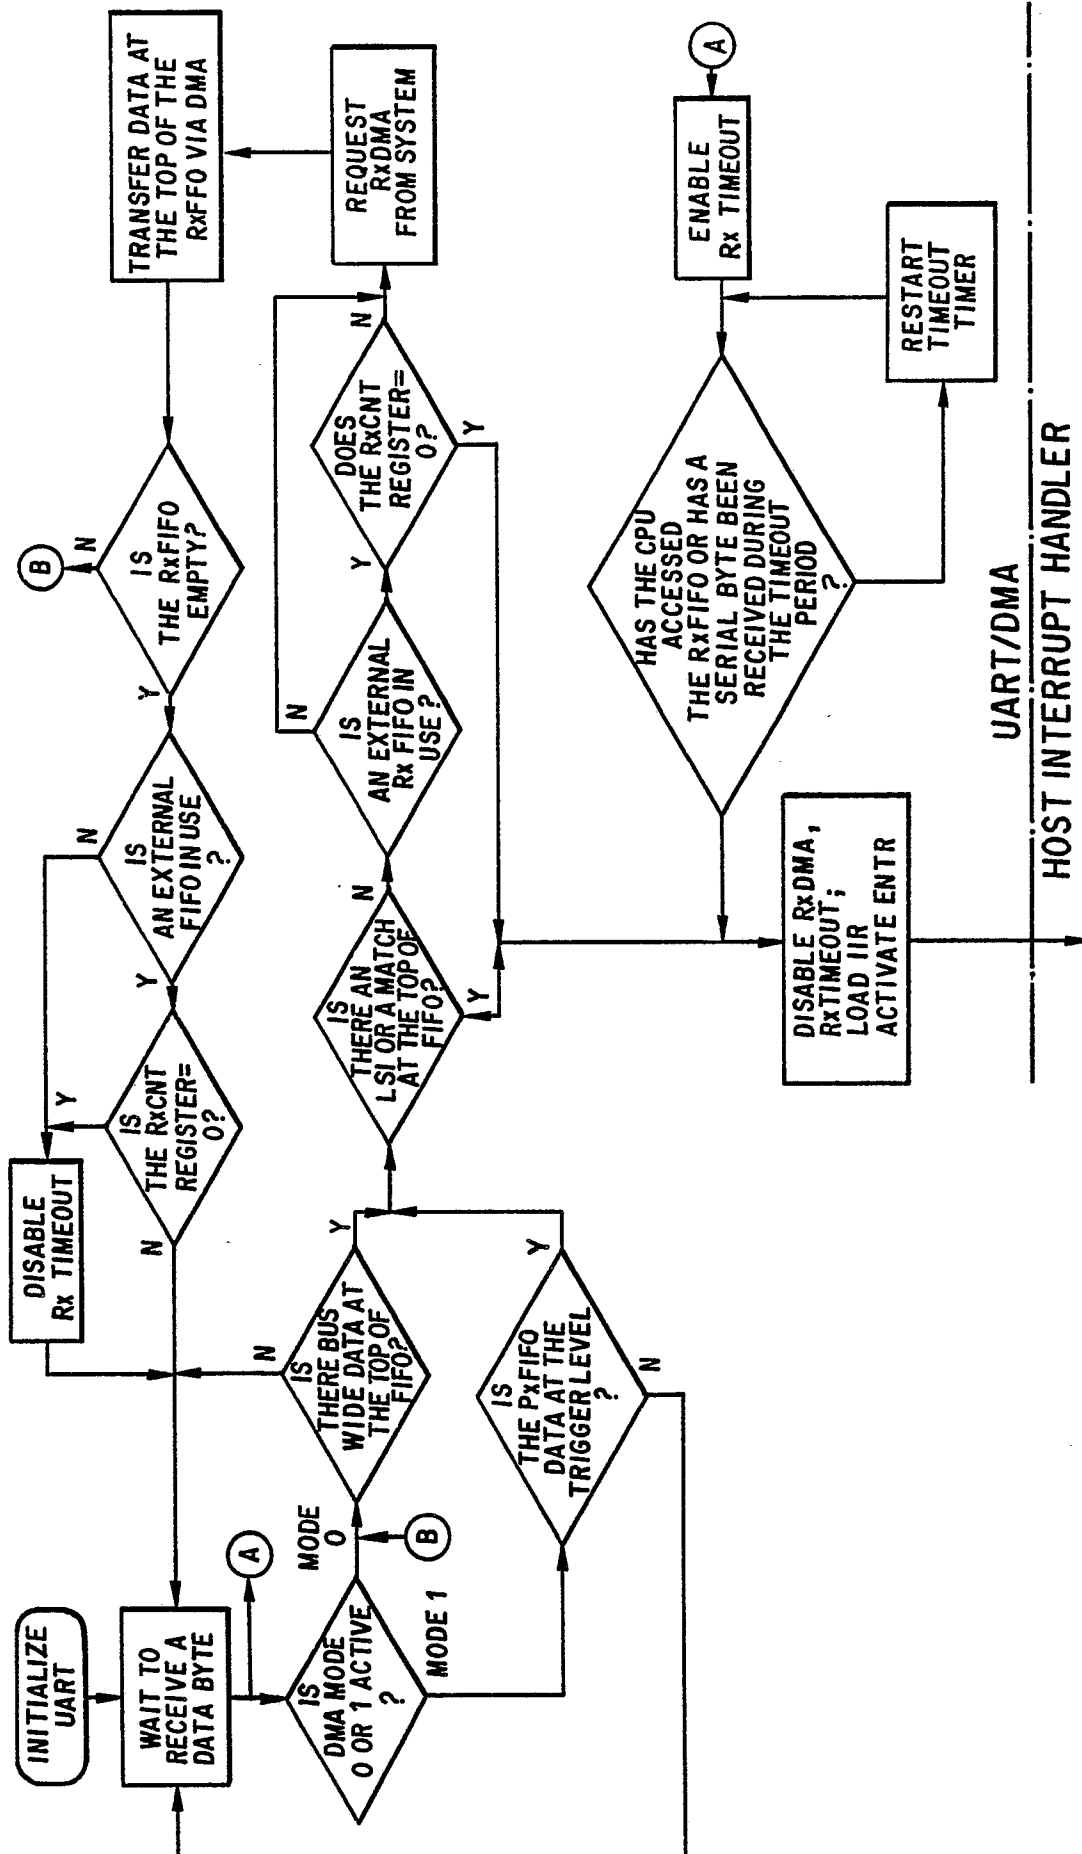 INITIALIZE
UART
WAIT TO
RECEIVE A
DATA BYTE
A
IS
DMA MODE
0 OR 1 ACTIVE
?
MODE
0
MODE 1
B
DISABLE
Rx TIMEOUT
N
Y
IS
THE RxCNT
REGISTER=
0?
Y
N
IS
AN EXTERNAL
FIFO IN USE
?
Y
N
IS
THE RxFIFO
EMPTY?
B
TRANSFER DATA AT
THE TOP OF THE
RxFFO VIA DMA
N
IS
THERE BUS
WIDE DATA AT
THE TOP OF
FIFO?
Y
IS
THE PxFIFO
DATA AT THE
TRIGGER LEVEL
?
Y
N
IS
THERE AN
LSI OR A MATCH
AT THE TOP OF
FIFO?
N
Y
IS
AN EXTERNAL
Rx FIFO IN
USE?
N
Y
DOES
THE RxCNT
REGISTER=
0?
N
Y
REQUEST
RxDMA
FROM SYSTEM
A
ENABLE
Rx TIMEOUT
HAS THE CPU
ACCESSED
THE RxFIFO OR HAS A
SERIAL BYTE BEEN
RECEIVED DURING
THE TIMEOUT
PERIOD
?
RESTART
TIMEOUT
TIMER
DISABLE RxDMA,
RxTIMEOUT;
LOAD IIR
ACTIVATE ENTR
UART/DMA
HOST INTERRUPT HANDLER